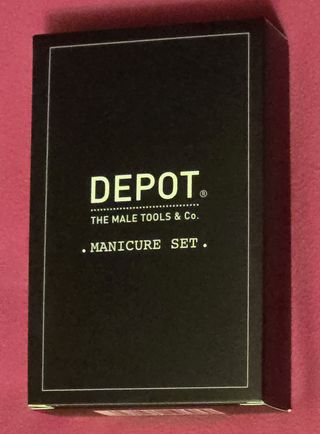 DEPOT®
THE MALE TOOLS & Co.
· MANICURE SET ·